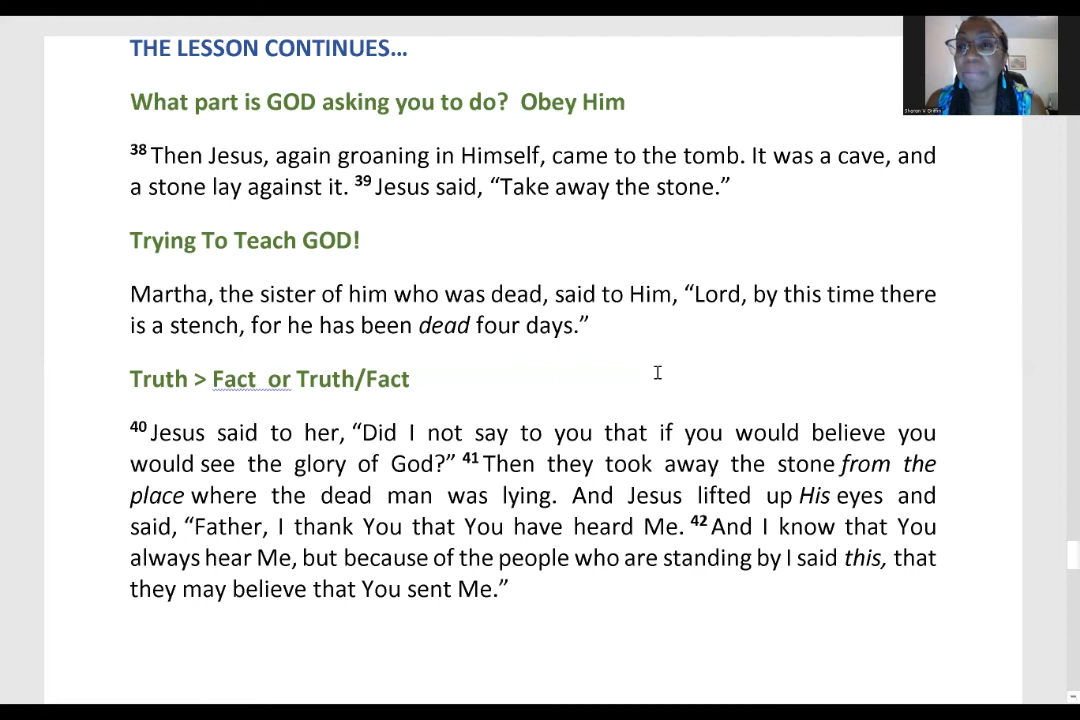 THE LESSON CONTINUES…
What part is GOD asking you to do?  Obey Him
38 Then Jesus, again groaning in Himself, came to the tomb. It was a cave, and
a stone lay against it. 39 Jesus said, “Take away the stone.”
Trying To Teach GOD!
Martha, the sister of him who was dead, said to Him, “Lord, by this time there
is a stench, for he has been dead four days.”
Truth > Fact  or Truth/Fact
40 Jesus said to her, “Did I not say to you that if you would believe you
would see the glory of God?” 41 Then they took away the stone from the
place where the dead man was lying. And Jesus lifted up His eyes and
said, “Father, I thank You that You have heard Me. 42 And I know that You
always hear Me, but because of the people who are standing by I said this, that
they may believe that You sent Me.”
Sharon V Griffin